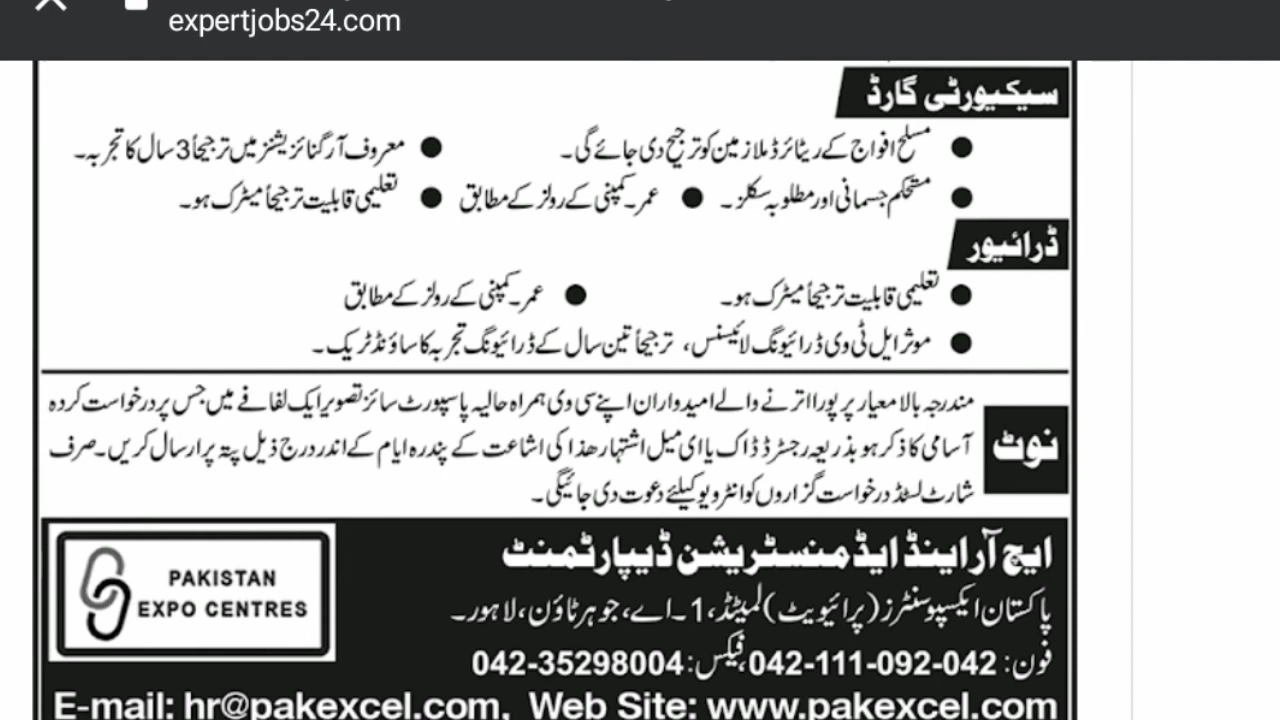 expertjobs24.com
سیکیورٹی گارڈ
● مسلح افواج کے ریٹائرڈ ملازمین کو ترجیح دی جائے گی۔ ● معروف آرگنائزیشنز میں ترجیحاً 3 سال کا تجربہ۔
● مستحکم جسمانی اور مطلوبہ سکلز۔ ● عمر۔ کمپنی کے رولز کے مطابق ● تعلیمی قابلیت ترجیحاً میٹرک ہو۔
ڈرائیور
● تعلیمی قابلیت ترجیحاً میٹرک ہو۔ ● عمر۔ کمپنی کے رولز کے مطابق
● موثر ایل ٹی وی ڈرائیونگ لائیسنس، ترجیحاً تین سال کے ڈرائیونگ تجربہ کا ساؤنڈ ٹریک۔
نوٹ
مندرجہ بالا معیار پر پورا اترنے والے امیدواران اپنے سی وی ہمراہ حالیہ پاسپورٹ سائز تصویر ایک لفافے میں جس پر درخواست کردہ
آسامی کا ذکر ہو بذریعہ رجسٹرڈ ڈاک یا ای میل اشتہار ھذا کی اشاعت کے پندرہ ایام کے اندر درج ذیل پتہ پر ارسال کریں۔ صرف
شارٹ لسٹڈ درخواست گزاروں کو انٹرویو کیلئے دعوت دی جائیگی۔
ایچ آر اینڈ ایڈمنسٹریشن ڈیپارٹمنٹ
پاکستان ایکسپو سنٹرز (پرائیویٹ) لمیٹڈ، 1۔اے، جوہر ٹاؤن، لاہور۔
فون: 042-111-092-042، فیکس: 042-35298004
E-mail: hr@pakexcel.com, Web Site: www.pakexcel.com
PAKISTAN
EXPO CENTRES